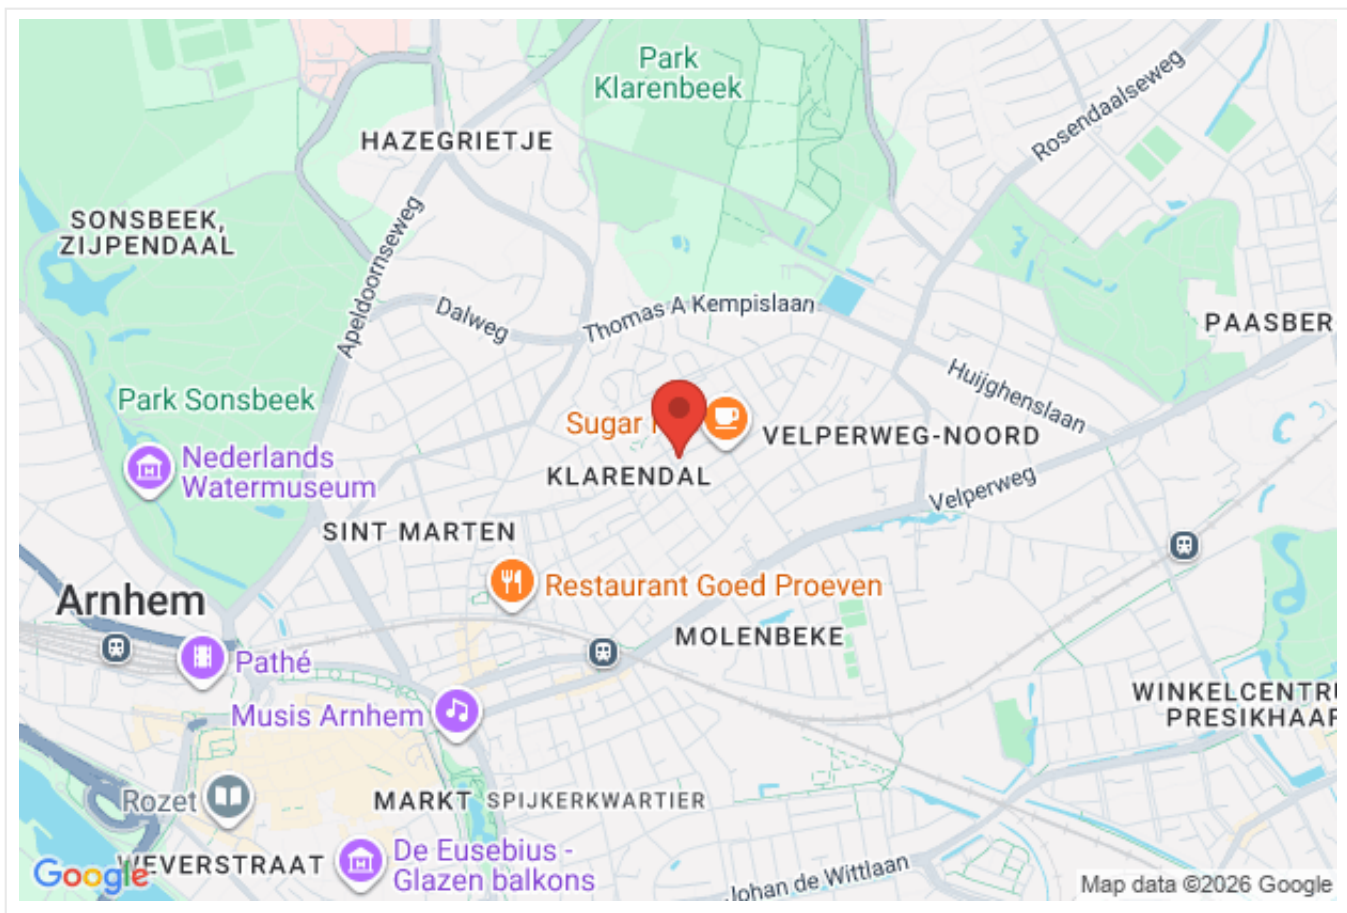 Park
Klarenbeek
Rosendaalseweg
HAZEGRIETJE
SONSBEEK,
ZIJPENDAAL
Apeldoornseweg
Dalweg
Thomas A Kempislaan
PAASBER
Huijghenslaan
Park Sonsbeek
Sugar
VELPERWEG-NOORD
Nederlands
Watermuseum
KLARENDAL
Velperweg
SINT MARTEN
Restaurant Goed Proeven
Arnhem
MOLENBEKE
Pathé
WINKELCENTR
PRESIKHAAF
Musis Arnhem
Rozet
MARKT
SPIJKERKWARTIER
De Eusebius -
Glazen balkons
WEVERSTRAAT
Google
Johan de Wittlaan
Map data ©2026 Google